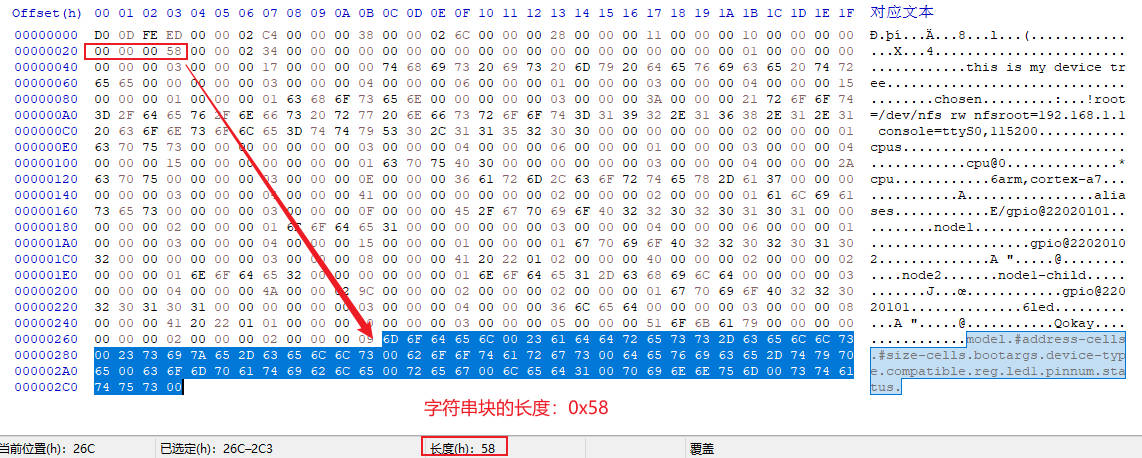 Offset(h) 00 01 02 03 04 05 06 07 08 09 0A 0B 0C 0D 0E 0F 10 11 12 13 14 15 16 17 18 19 1A 1B 1C 1D 1E 1F 对应文本
00000000 D0 0D FE ED 00 00 02 C4 00 00 00 38 00 00 02 6C 00 00 00 28 00 00 00 11 00 00 00 10 00 00 00 00 Ð.þí...Ä...8...l...(............
00000020 00 00 00 58 00 00 02 34 00 00 00 00 00 00 00 00 00 00 00 00 00 00 00 00 00 00 00 01 00 00 00 00 ...X...4........................
00000040 00 00 00 03 00 00 00 17 00 00 00 00 74 68 69 73 20 69 73 20 6D 79 20 64 65 76 69 63 65 20 74 72 ............this is my device tr
00000060 65 65 00 00 00 00 00 03 00 00 00 04 00 00 00 06 00 00 00 01 00 00 00 03 00 00 00 04 00 00 00 15 ee..............................
00000080 00 00 00 01 00 00 00 01 63 68 6F 73 65 6E 00 00 00 00 00 03 00 00 00 3A 00 00 00 21 72 6F 6F 74 ........chosen.........:...!root
000000A0 3D 2F 64 65 76 2F 6E 66 73 20 72 77 20 6E 66 73 72 6F 6F 74 3D 31 39 32 2E 31 36 38 2E 31 2E 31 =/dev/nfs rw nfsroot=192.168.1.1
000000C0 20 63 6F 6E 73 6F 6C 65 3D 74 74 79 53 30 2C 31 31 35 32 30 30 00 00 00 00 00 00 02 00 00 00 01  console=ttyS0,115200...........
000000E0 63 70 75 73 00 00 00 00 00 00 00 03 00 00 00 04 00 00 00 06 00 00 00 01 00 00 00 03 00 00 00 04 cpus............................
00000100 00 00 00 15 00 00 00 00 00 00 00 01 63 70 75 40 30 00 00 00 00 00 00 03 00 00 00 04 00 00 00 2A ............cpu@0..............*
00000120 63 70 75 00 00 00 00 03 00 00 00 0E 00 00 00 36 61 72 6D 2C 63 6F 72 74 65 78 2D 61 37 00 00 00 cpu............6arm,cortex-a7...
00000140 00 00 00 03 00 00 00 04 00 00 00 41 00 00 00 00 00 00 00 02 00 00 00 02 00 00 00 01 61 6C 69 61 ...........A................alia
00000160 73 65 73 00 00 00 00 03 00 00 00 0F 00 00 00 45 2F 67 70 69 6F 40 32 32 30 32 30 31 30 31 00 00 ses............E/gpio@22020101..
00000180 00 00 00 02 00 00 00 01 6E 6F 64 65 31 00 00 00 00 00 00 03 00 00 00 04 00 00 00 06 00 00 00 01 ........node1...................
000001A0 00 00 00 03 00 00 00 04 00 00 00 15 00 00 00 01 00 00 00 01 67 70 69 6F 40 32 32 30 32 30 31 30 ....................gpio@2202010
000001C0 32 00 00 00 00 00 00 03 00 00 00 08 00 00 00 41 20 22 01 02 00 00 00 40 00 00 00 02 00 00 00 02 2..............A ".....@........
000001E0 00 00 00 01 6E 6F 64 65 32 00 00 00 00 00 00 01 6E 6F 64 65 31 2D 63 68 69 6C 64 00 00 00 00 03 ....node2.......node1-child.....
00000200 00 00 00 04 00 00 00 4A 00 00 02 9C 00 00 00 02 00 00 00 02 00 00 00 01 67 70 69 6F 40 32 32 30 .......J...œ............gpio@220
00000220 32 30 31 30 31 00 00 00 00 00 00 03 00 00 00 04 00 00 00 36 6C 65 64 00 00 00 00 03 00 00 00 08 20101..............6led.........
00000240 00 00 00 41 20 22 01 01 00 00 00 40 00 00 00 03 00 00 00 05 00 00 00 51 6F 6B 61 79 00 00 00 00 ...A ".....@...........Qokay....
00000260 00 00 00 02 00 00 00 02 00 00 00 09 6D 6F 64 65 6C 00 23 61 64 64 72 65 73 73 2D 63 65 6C 6C 73 ............model.#address-cells
00000280 00 23 73 69 7A 65 2D 63 65 6C 6C 73 00 62 6F 6F 74 61 72 67 73 00 64 65 76 69 63 65 2D 74 79 70 .#size-cells.bootargs.device-typ
000002A0 65 00 63 6F 6D 70 61 74 69 62 6C 65 00 72 65 67 00 6C 65 64 31 00 70 69 6E 6E 75 6D 00 73 74 61 e.compatible.reg.led1.pinnum.sta
000002C0 74 75 73 00 tus.
字符串块的长度：0x58
当前位置(h): 26C 已选定(h): 26C-2C3 长度(h): 58 覆盖